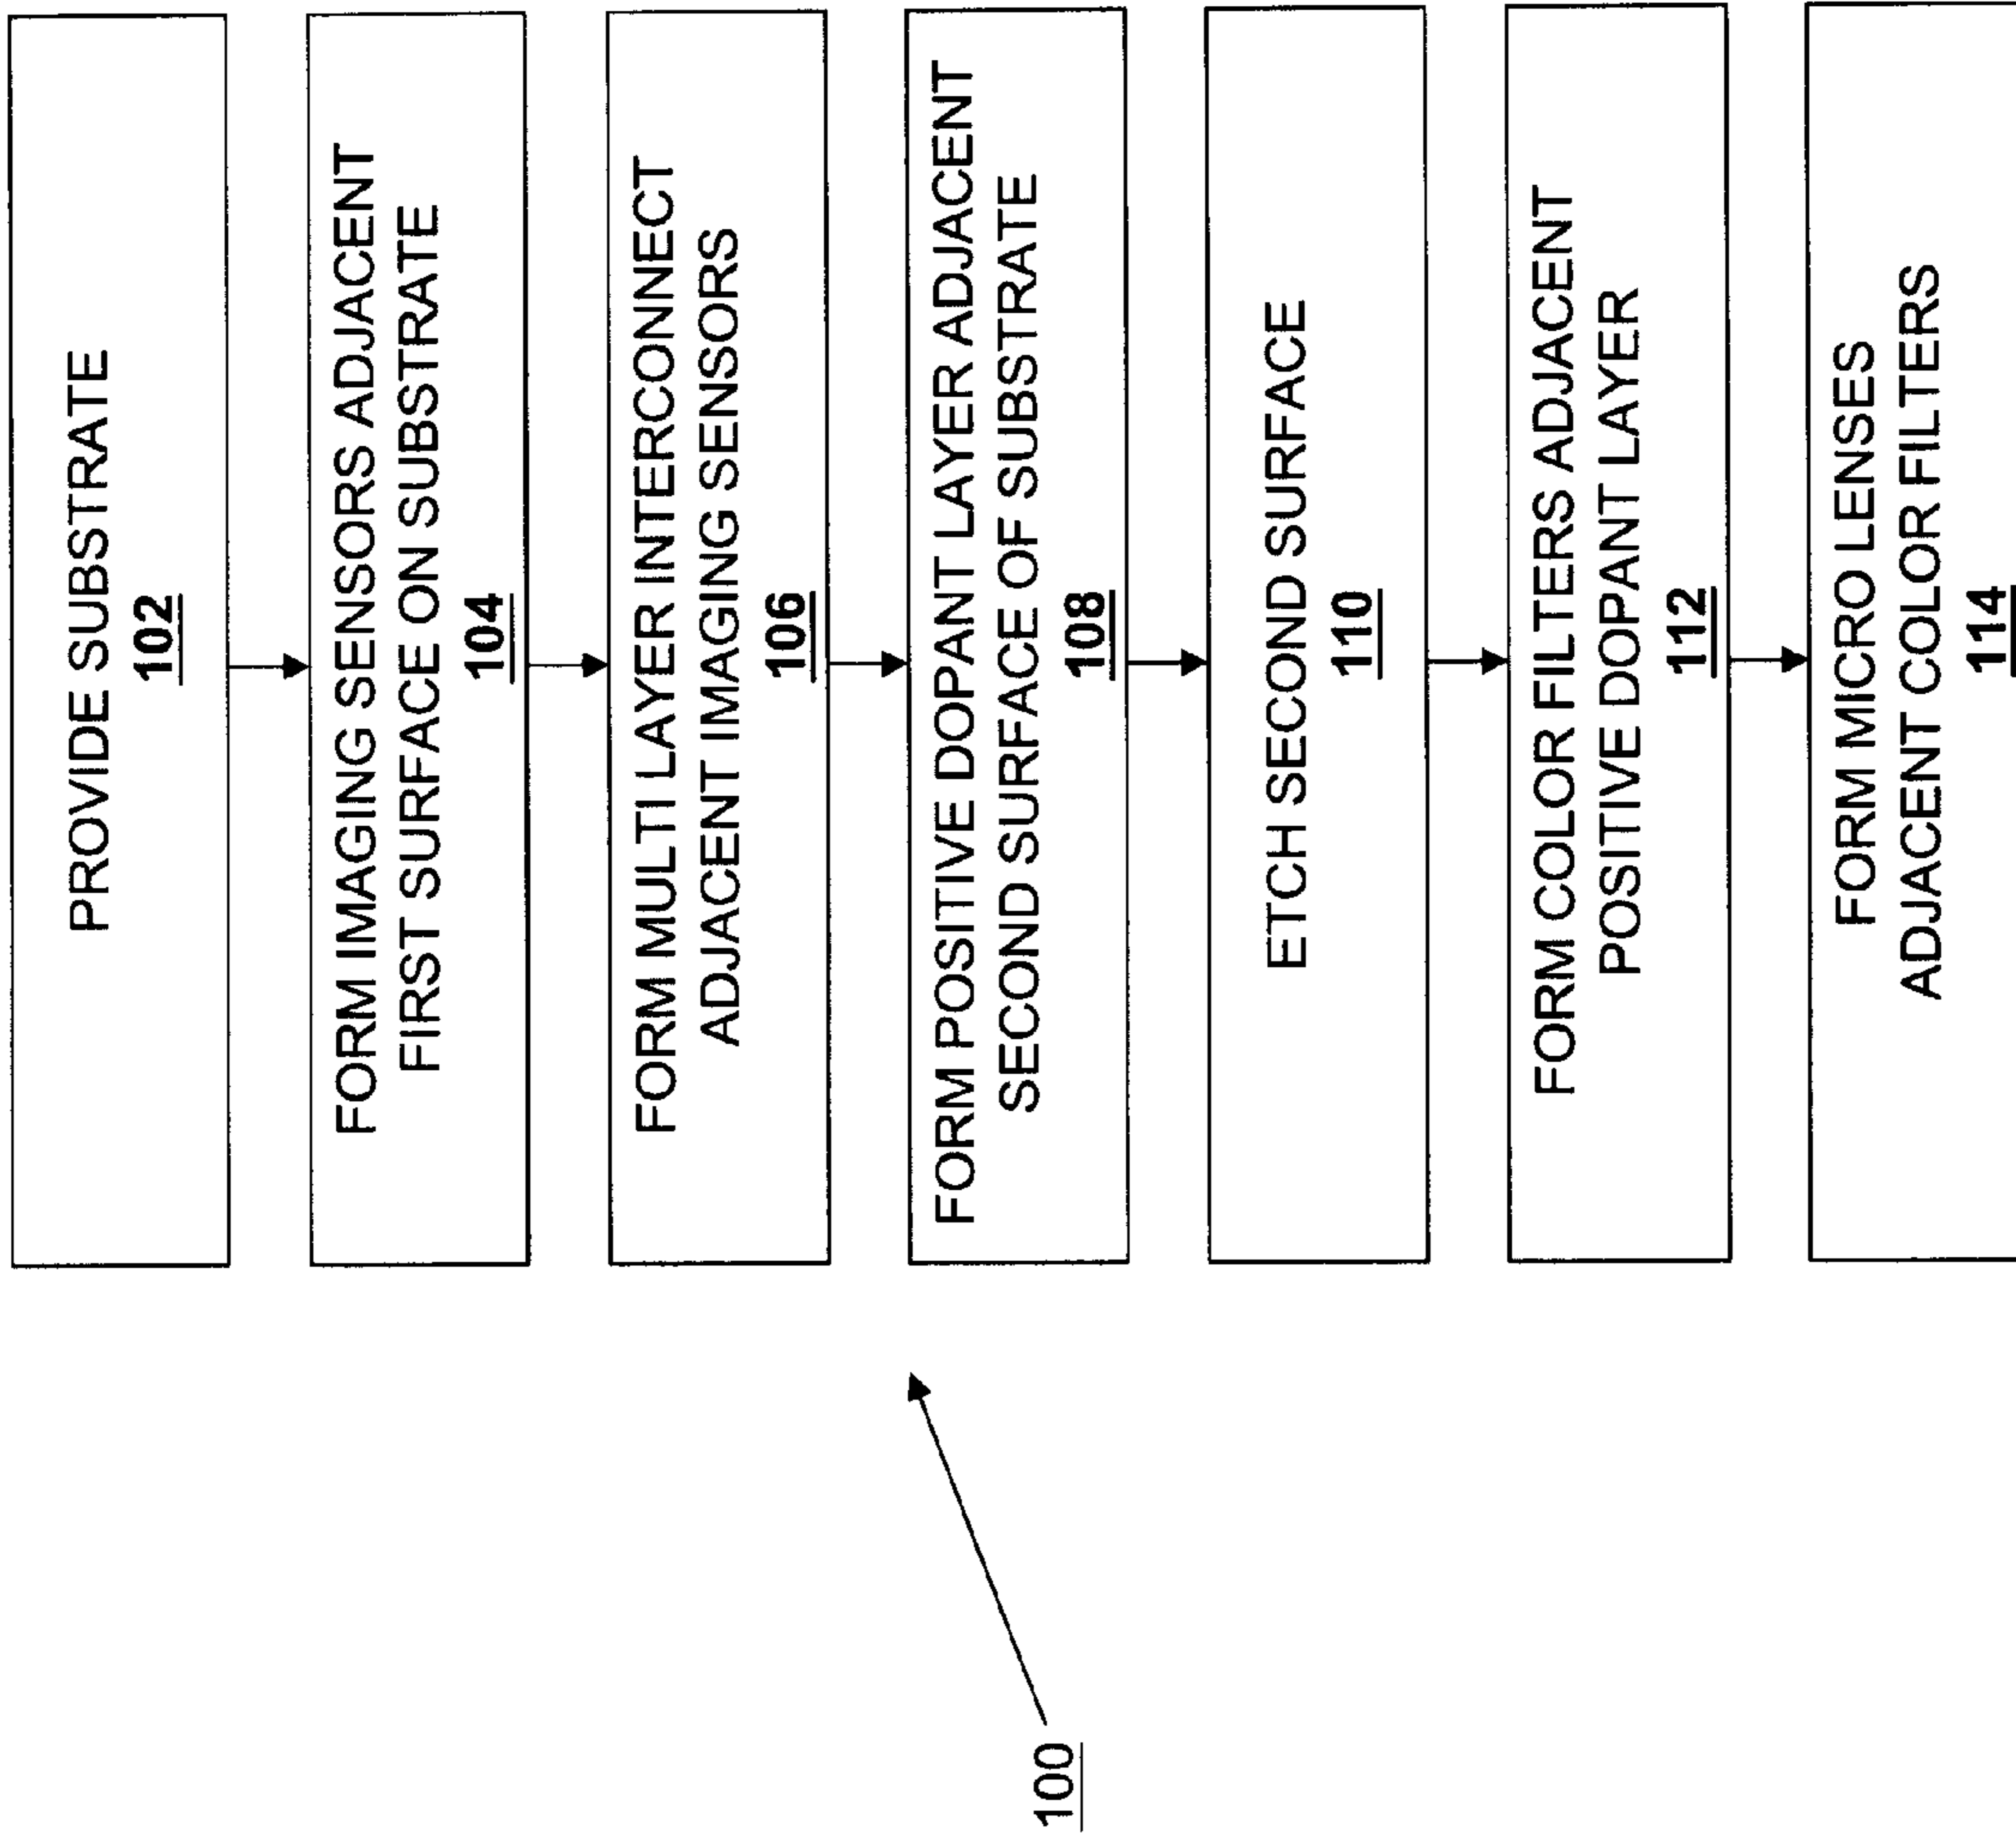 PROVIDE SUBSTRATE
102
FORM IMAGING SENSORS ADJACENT
FIRST SURFACE ON SUBSTRATE
104
FORM MULTI LAYER INTERCONNECT
ADJACENT IMAGING SENSORS
106
FORM POSITIVE DOPANT LAYER ADJACENT
SECOND SURFACE OF SUBSTRATE
108
ETCH SECOND SURFACE
110
FORM COLOR FILTERS ADJACENT
POSITIVE DOPANT LAYER
112
FORM MICRO LENSES
ADJACENT COLOR FILTERS
114
100